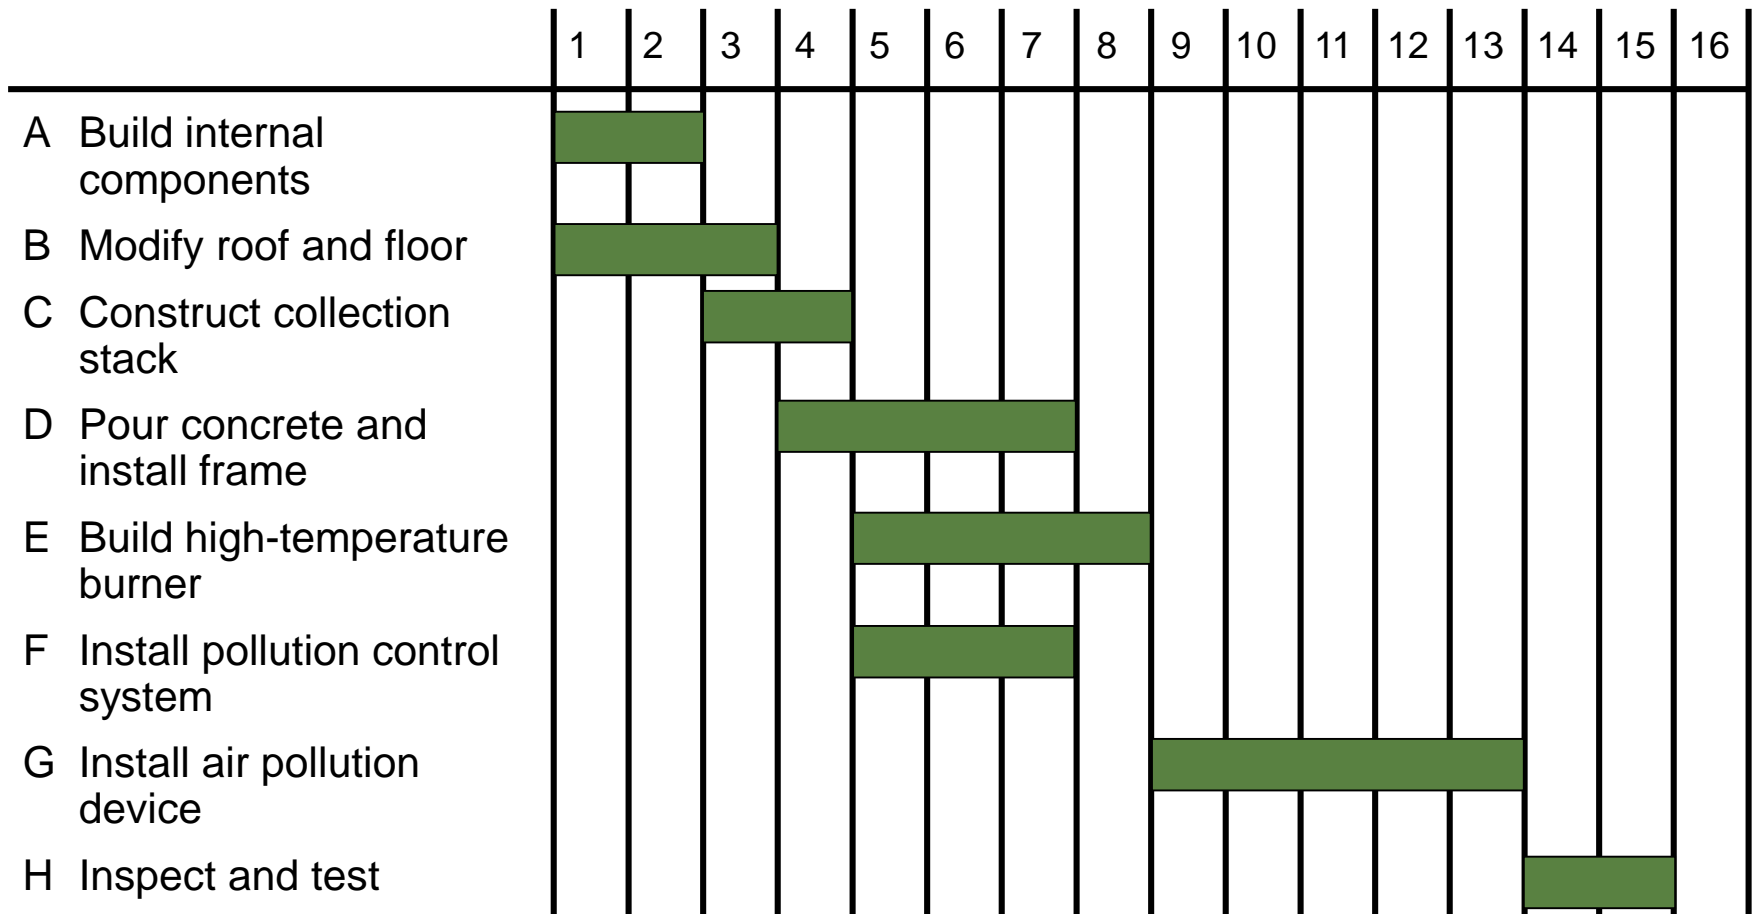 1 2 3 4 5 6 7 8 9 10 11 12 13 14 15 16
A Build internal
components
B Modify roof and floor
C Construct collection
stack
D Pour concrete and
install frame
E Build high-temperature
burner
F Install pollution control
system
G Install air pollution
device
H Inspect and test